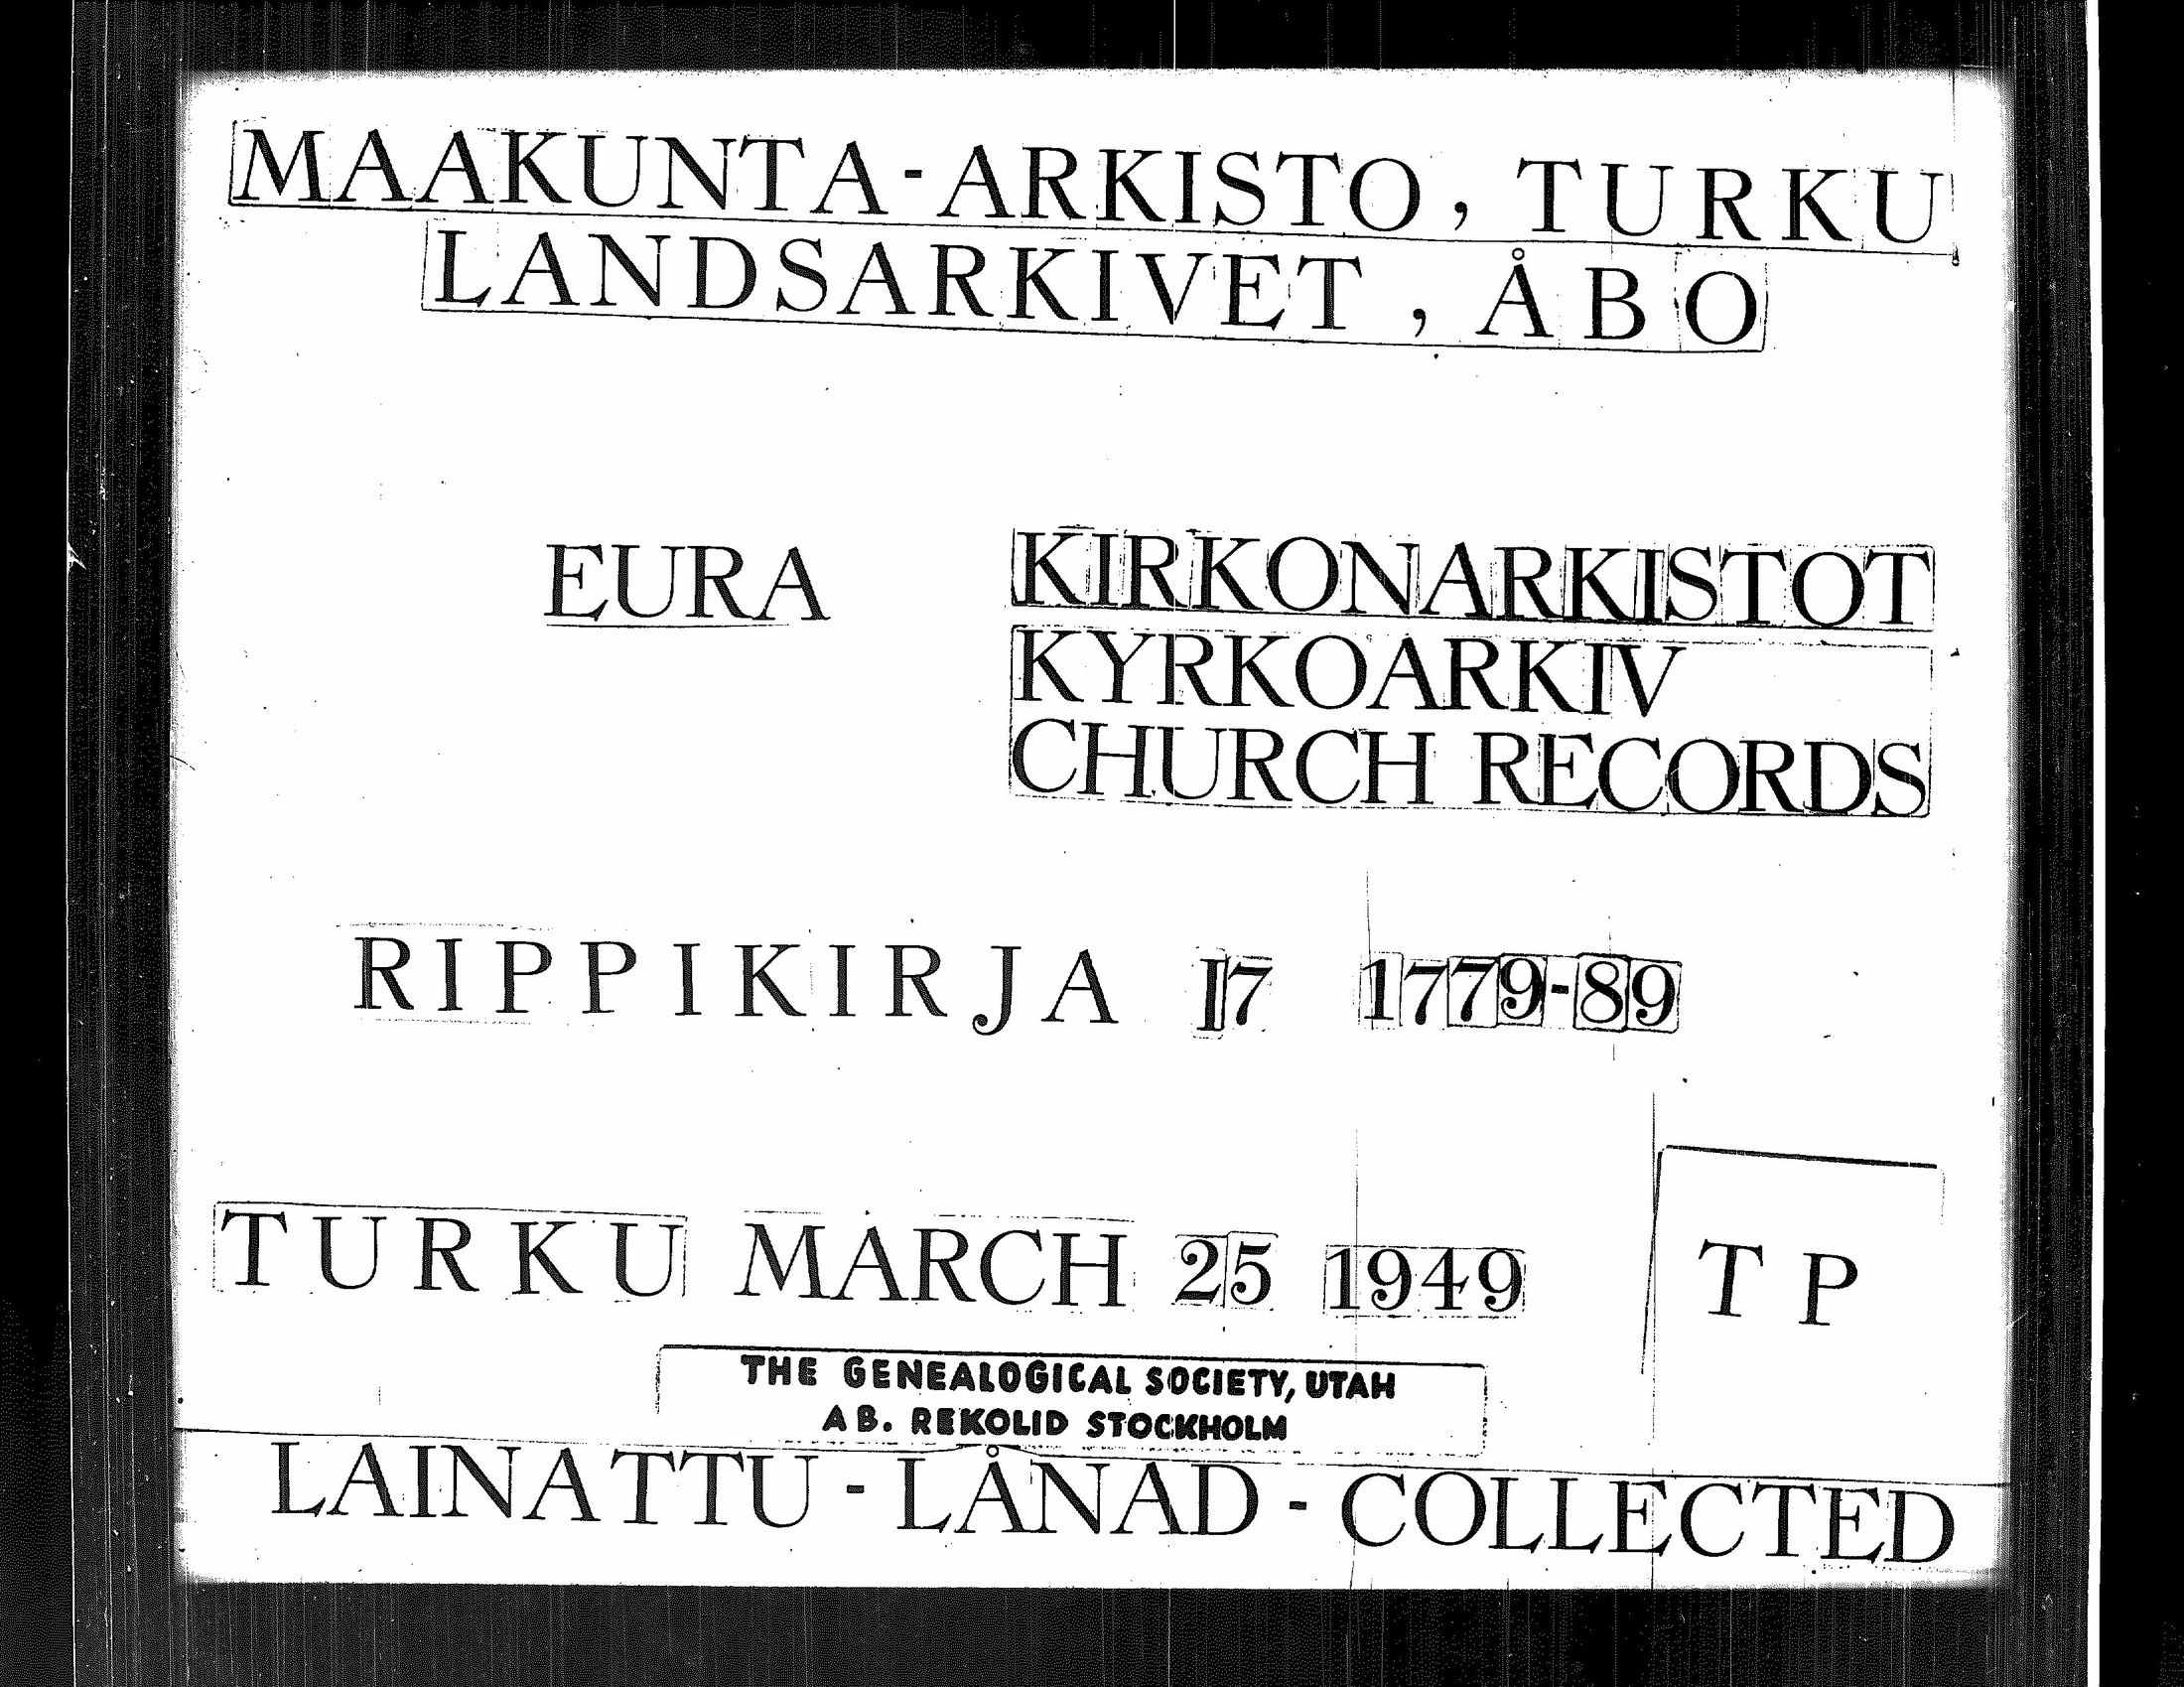 MAAKUNTA-ARKISTO, TURKU
LANDSARKIVET, ÅBO
EURA KIRKONARKISTOT
KYRKOARKIV
CHURCH RECORDS
RIPPIKIRJA I7 1779-89
TURKU MARCH 25 1949 TP
THE GENEALOGICAL SOCIETY, UTAH
AB. REKOLID STOCKHOLM
LAINATTU - LÅNAD - COLLECTED